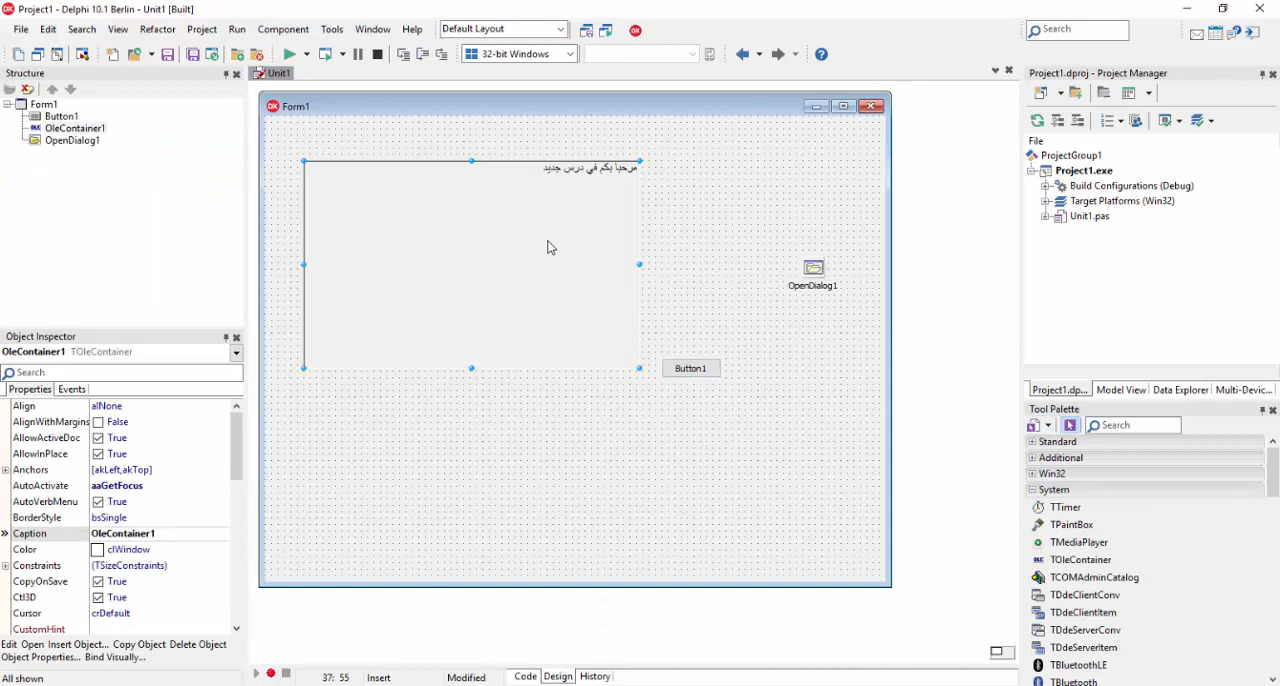 Project1 - Delphi 10.1 Berlin - Unit1 [Built]
File Edit Search View Refactor Project Run Component Tools Window Help
Default Layout
Search
32-bit Windows
Structure
Form1
Button1
OleContainer1
OpenDialog1
Object Inspector
OleContainer1 TOleContainer
Search
Properties Events
Align alNone
AlignWithMargins False
AllowActiveDoc True
AllowInPlace True
Anchors [akLeft,akTop]
AutoActivate aaGetFocus
AutoVerbMenu True
BorderStyle bsSingle
Caption OleContainer1
Color clWindow
Constraints (TSizeConstraints)
CopyOnSave True
Ctl3D True
Cursor crDefault
CustomHint
Edit Open Insert Object... Copy Object Delete Object
Object Properties... Bind Visually...
All shown
Unit1
Form1
مرحبا بكم في درس جديد
OpenDialog1
Button1
37: 55 Insert Modified Code Design History
Project1.dproj - Project Manager
File
ProjectGroup1
Project1.exe
Build Configurations (Debug)
Target Platforms (Win32)
Unit1.pas
Project1.dp... Model View Data Explorer Multi-Devic...
Tool Palette
Search
Standard
Additional
Win32
System
TTimer
TPaintBox
TMediaPlayer
TOleContainer
TCOMAdminCatalog
TDdeClientConv
TDdeClientItem
TDdeServerConv
TDdeServerItem
TBluetoothLE
TBluetooth